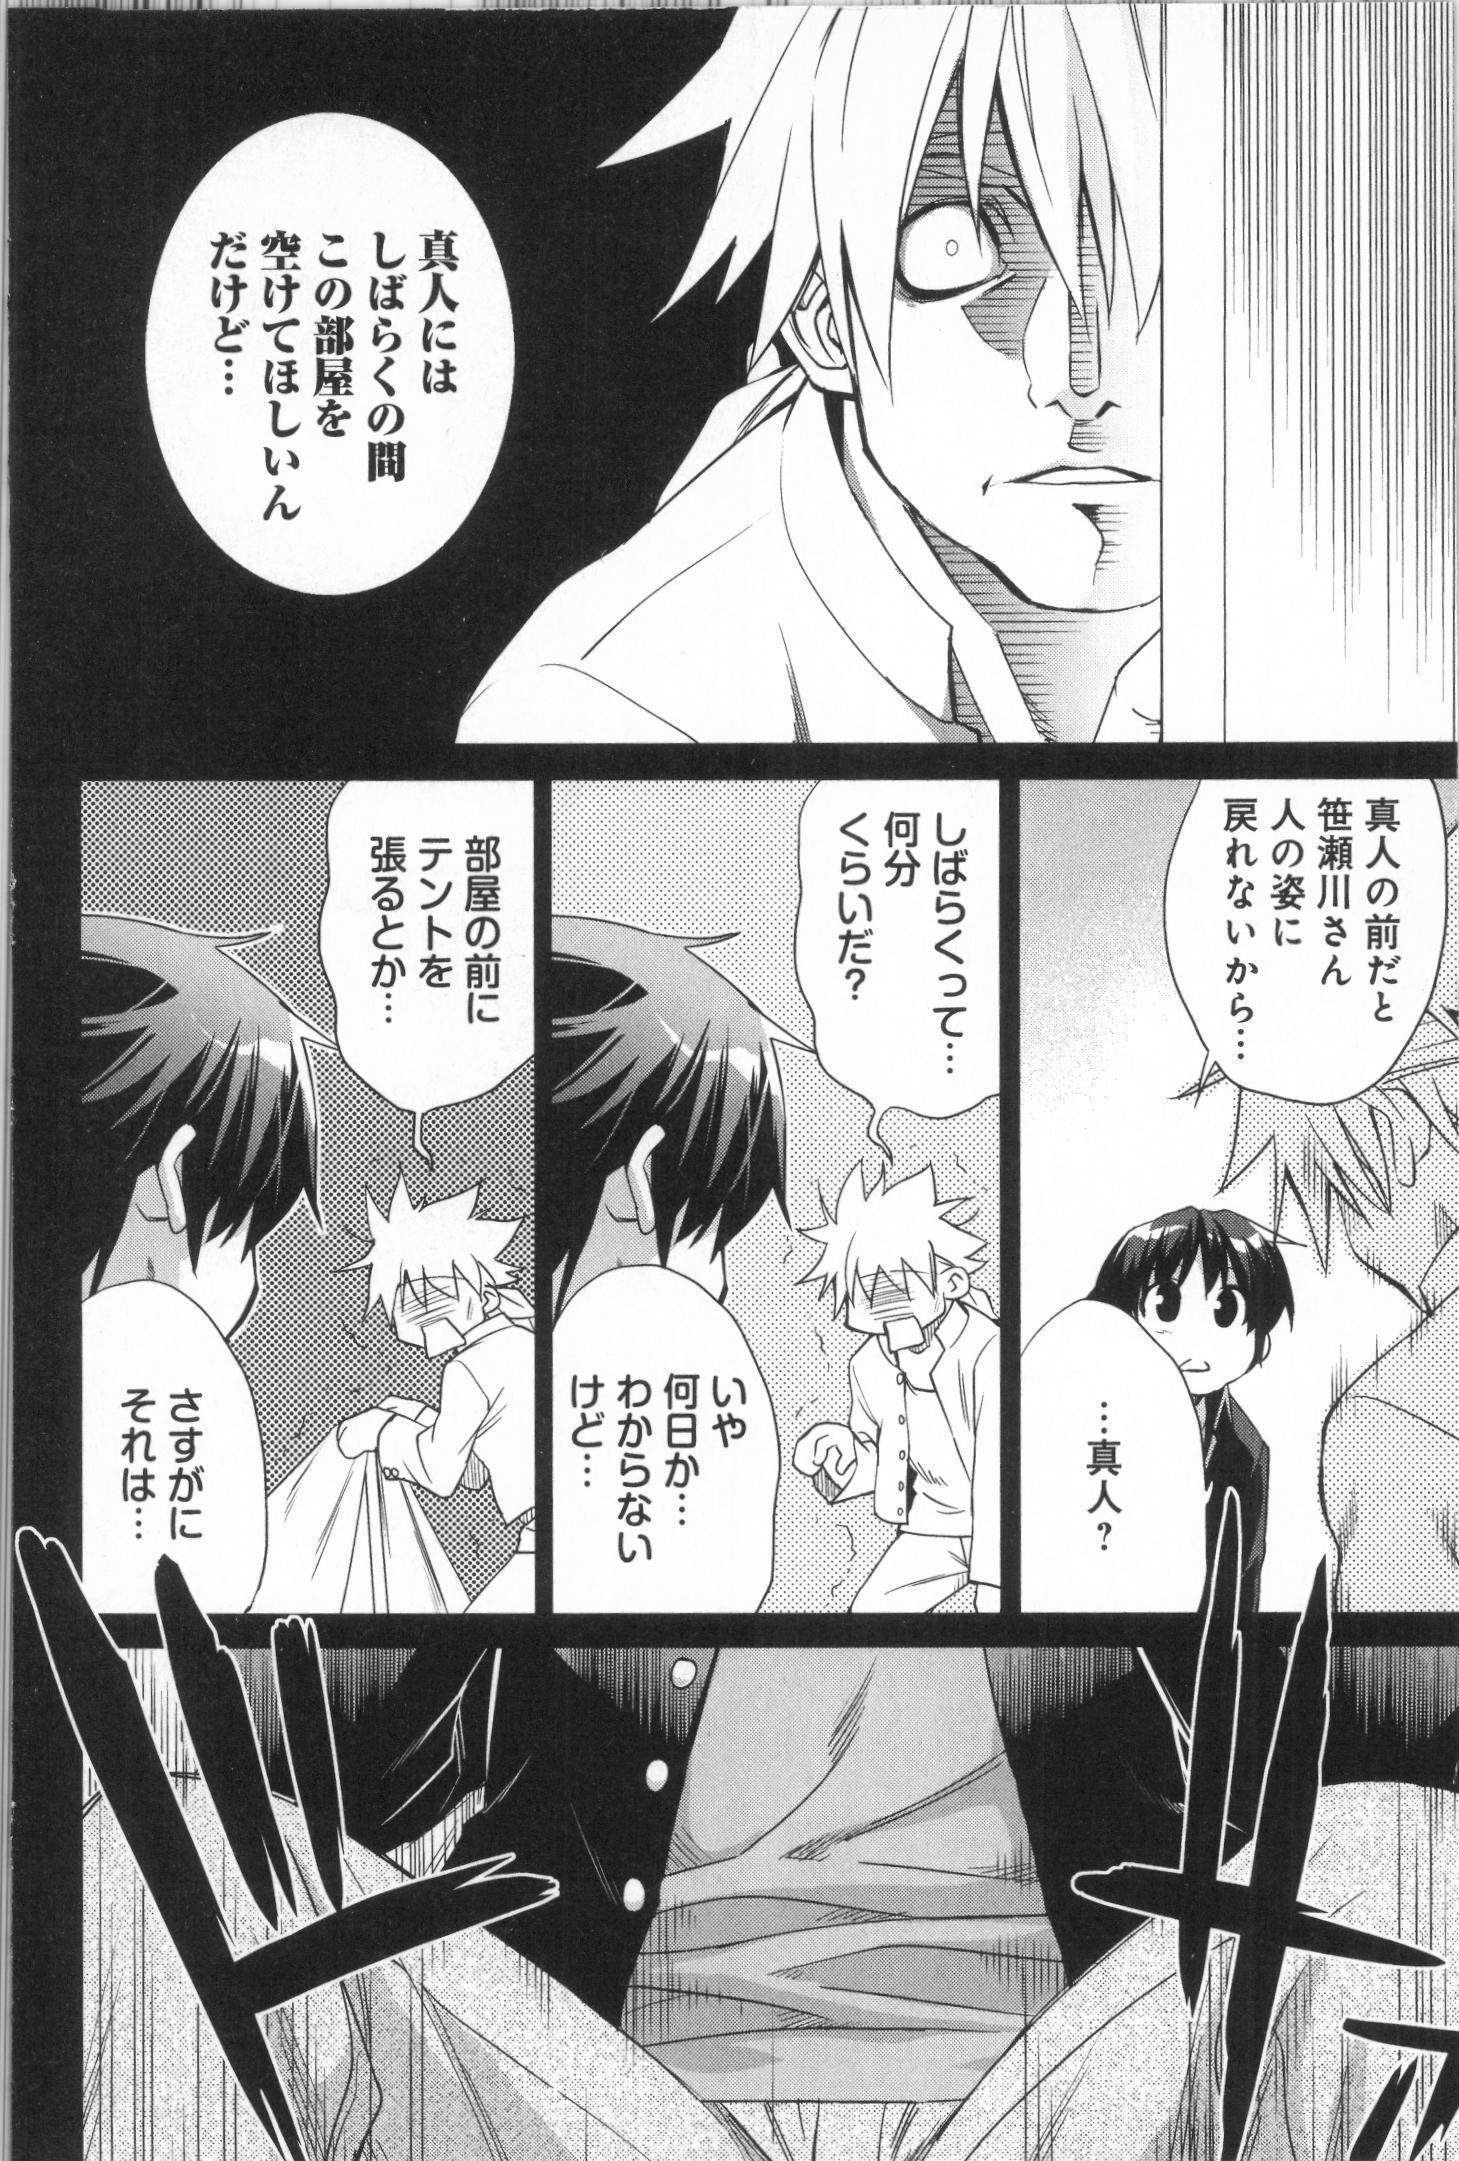 真人には
しばらくの間
この部屋を
空けてほしいん
だけど…
真人の前だと
笹瀬川さん
人の姿に
戻れないから…
…真人?
しばらくって…
何分
くらいだ?
いや
何日か…
わからない
けど…
部屋の前に
テントを
張るとか…
さすがに
それは…